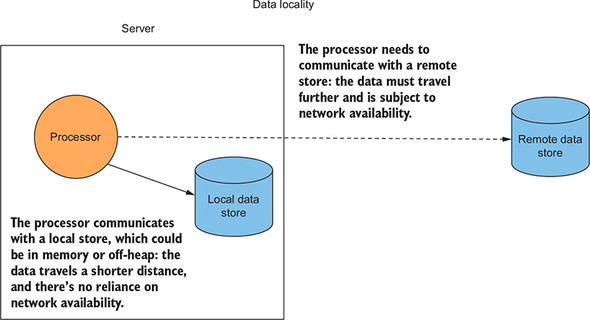 Data locality
Server
The processor needs to
communicate with a remote
store: the data must travel
further and is subject to
network availability.
Processor
Remote data
store
Local data
store
The processor communicates
with a local store, which could
be in memory or off-heap: the
data travels a shorter distance,
and there's no reliance on
network availability.